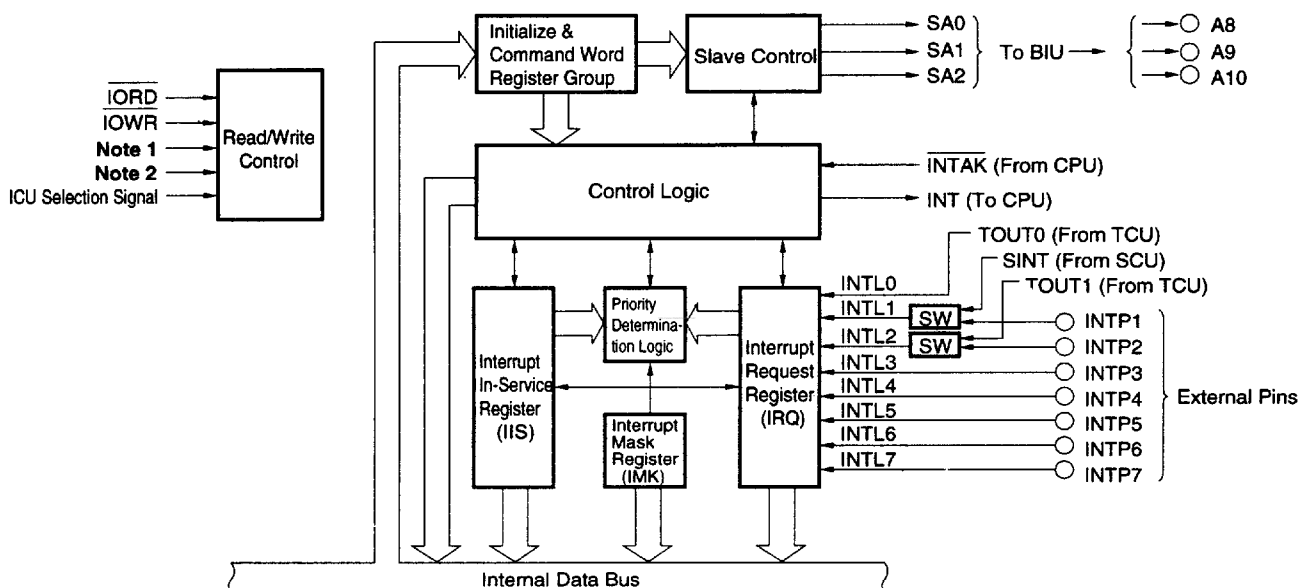 Initialize &
Command Word
Register Group
Slave Control
SA0
SA1
SA2
To BIU
A8
A9
A10
IORD
IOWR
Note 1
Note 2
ICU Selection Signal
Read/Write
Control
Control Logic
INTAK (From CPU)
INT (To CPU)
TOUT0 (From TCU)
SINT (From SCU)
TOUT1 (From TCU)
Interrupt
In-Service
Register
(IIS)
Priority
Determina-
tion Logic
Interrupt
Mask
Register
(IMK)
Interrupt
Request
Register
(IRQ)
INTL0
INTL1
INTL2
INTL3
INTL4
INTL5
INTL6
INTL7
SW
SW
INTP1
INTP2
INTP3
INTP4
INTP5
INTP6
INTP7
External Pins
Internal Data Bus